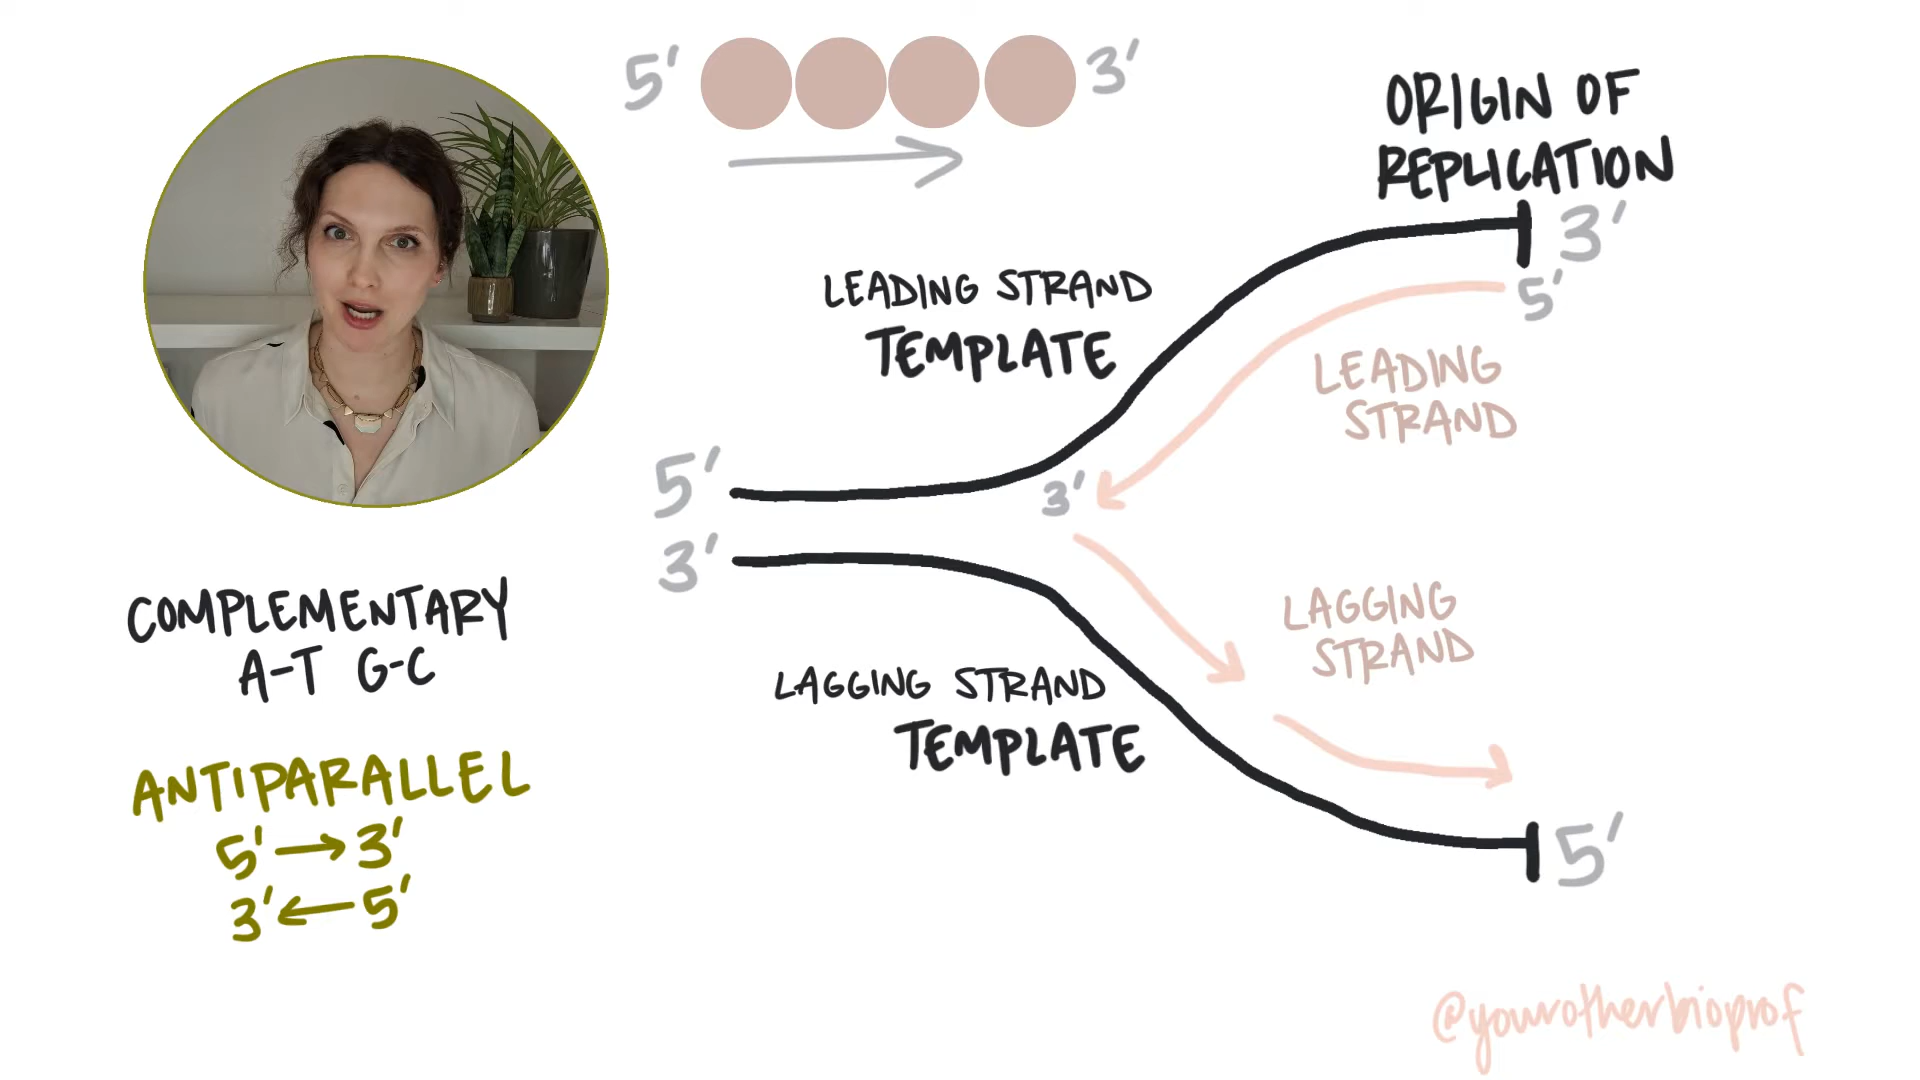 5' 3'
ORIGIN OF
REPLICATION
3'
5'
LEADING STRAND
TEMPLATE
LEADING
STRAND
5'
3'
3'
COMPLEMENTARY
A-T G-C
LAGGING
STRAND
LAGGING STRAND
TEMPLATE
ANTIPARALLEL
5'→3'
3'←5'
5'
@yourotherbioprof